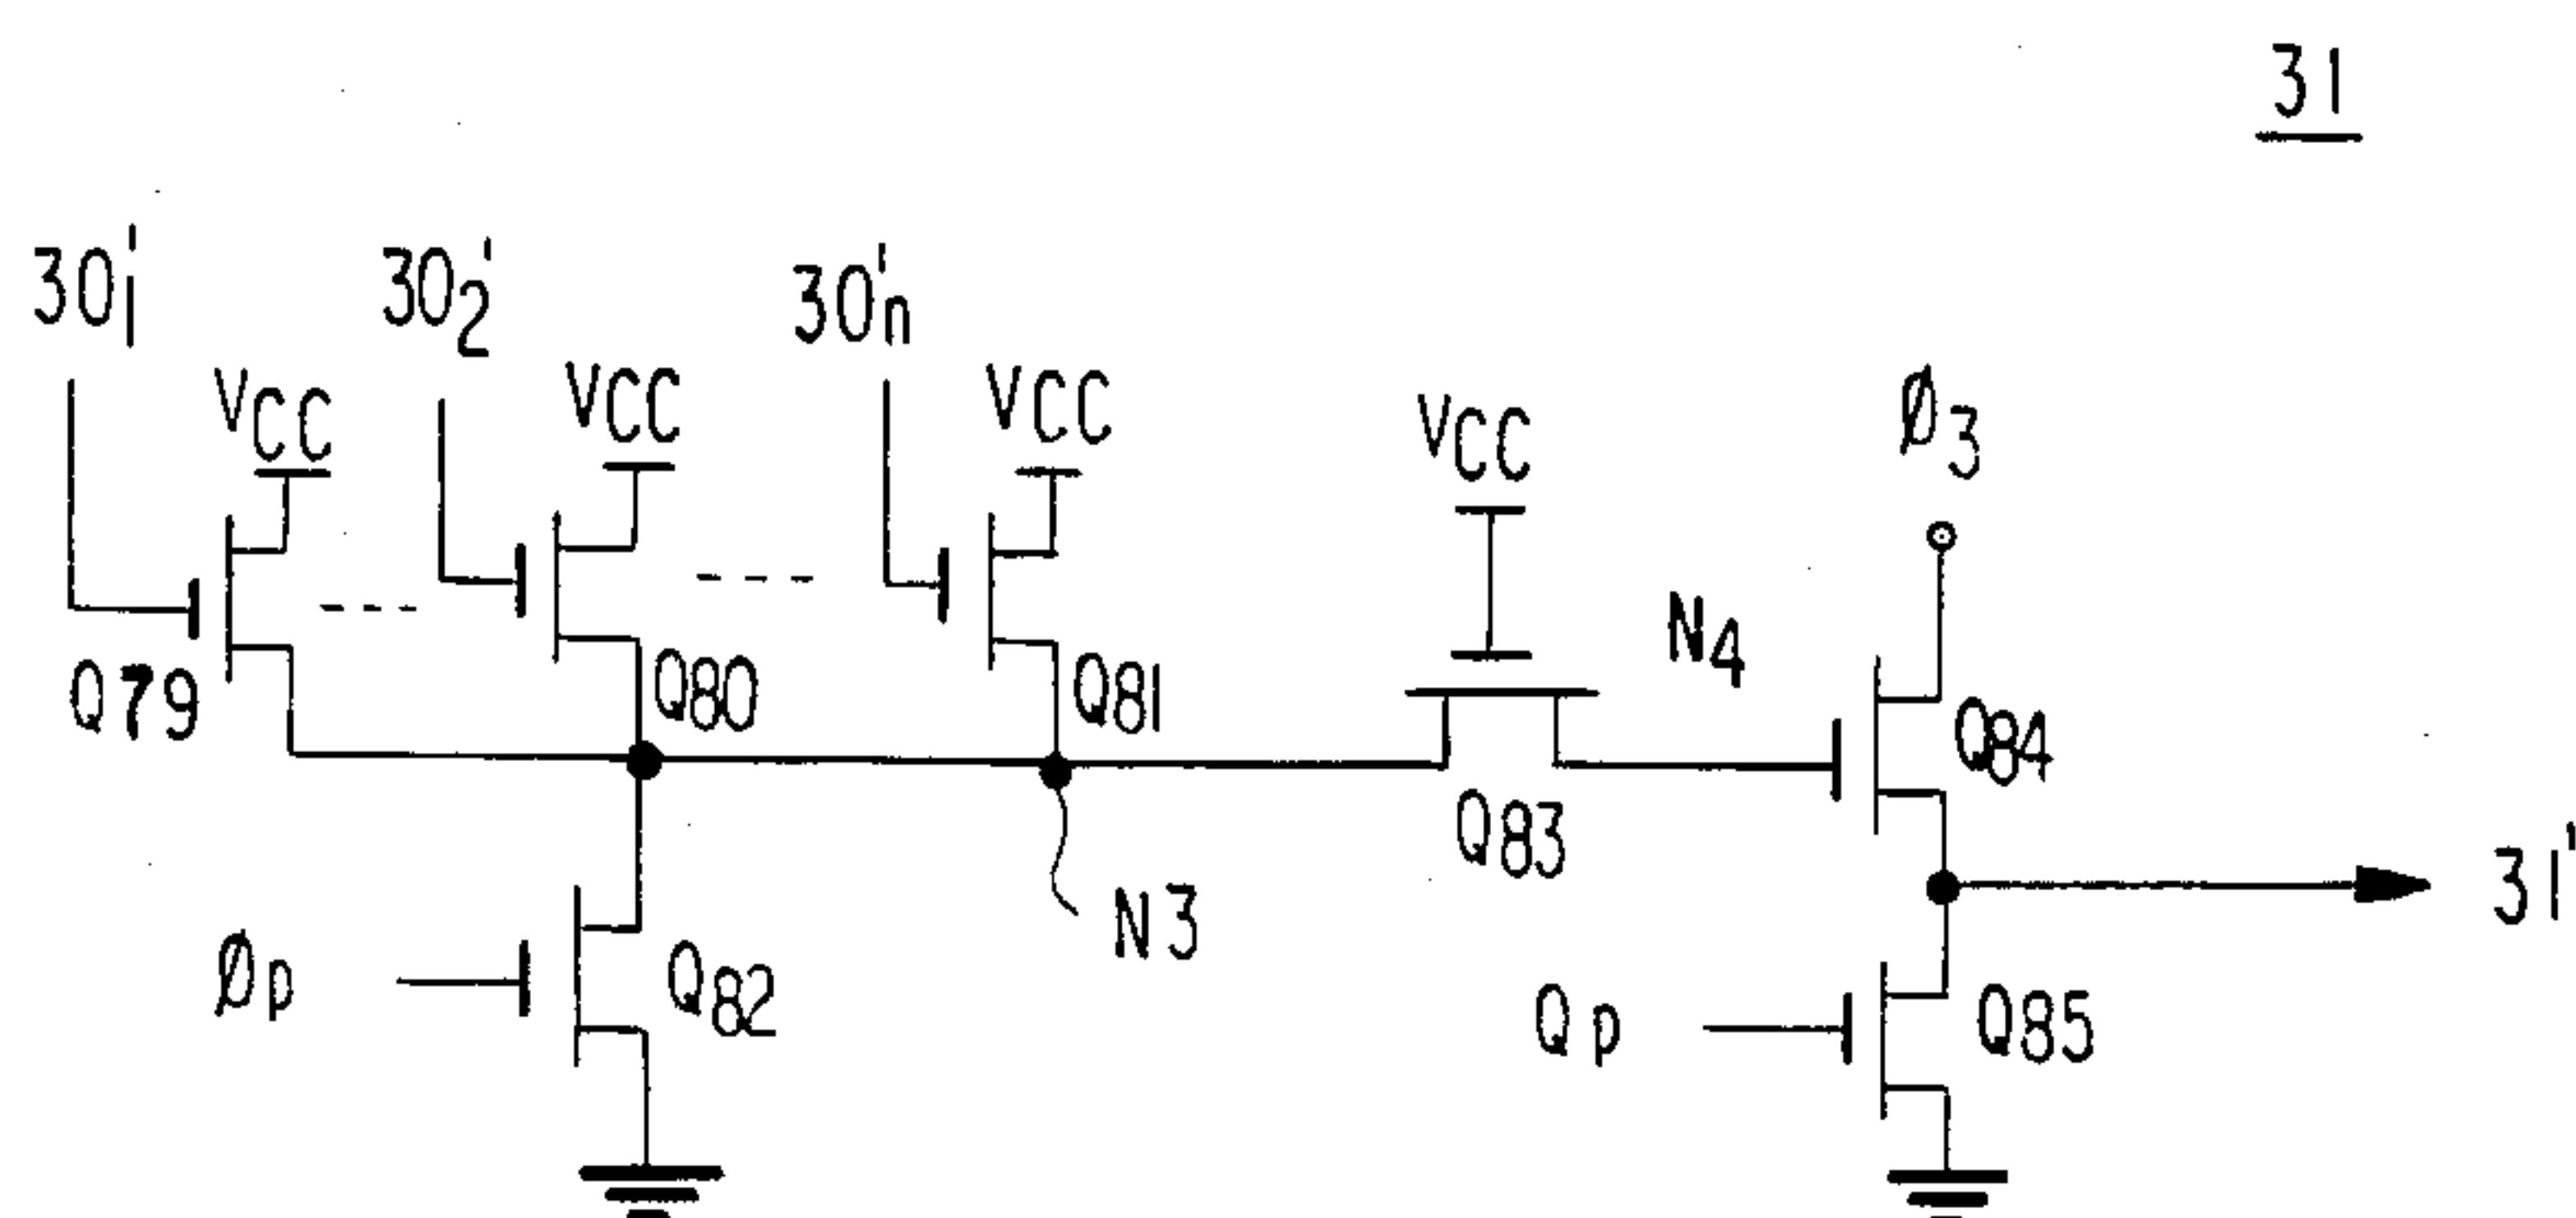 31
30₁' 30₂' 30n'
VCC VCC VCC VCC Ø3
N4
Q79 Q80 Q81 Q84
Q83
31'
N3
Øp Q82 Qp Q85